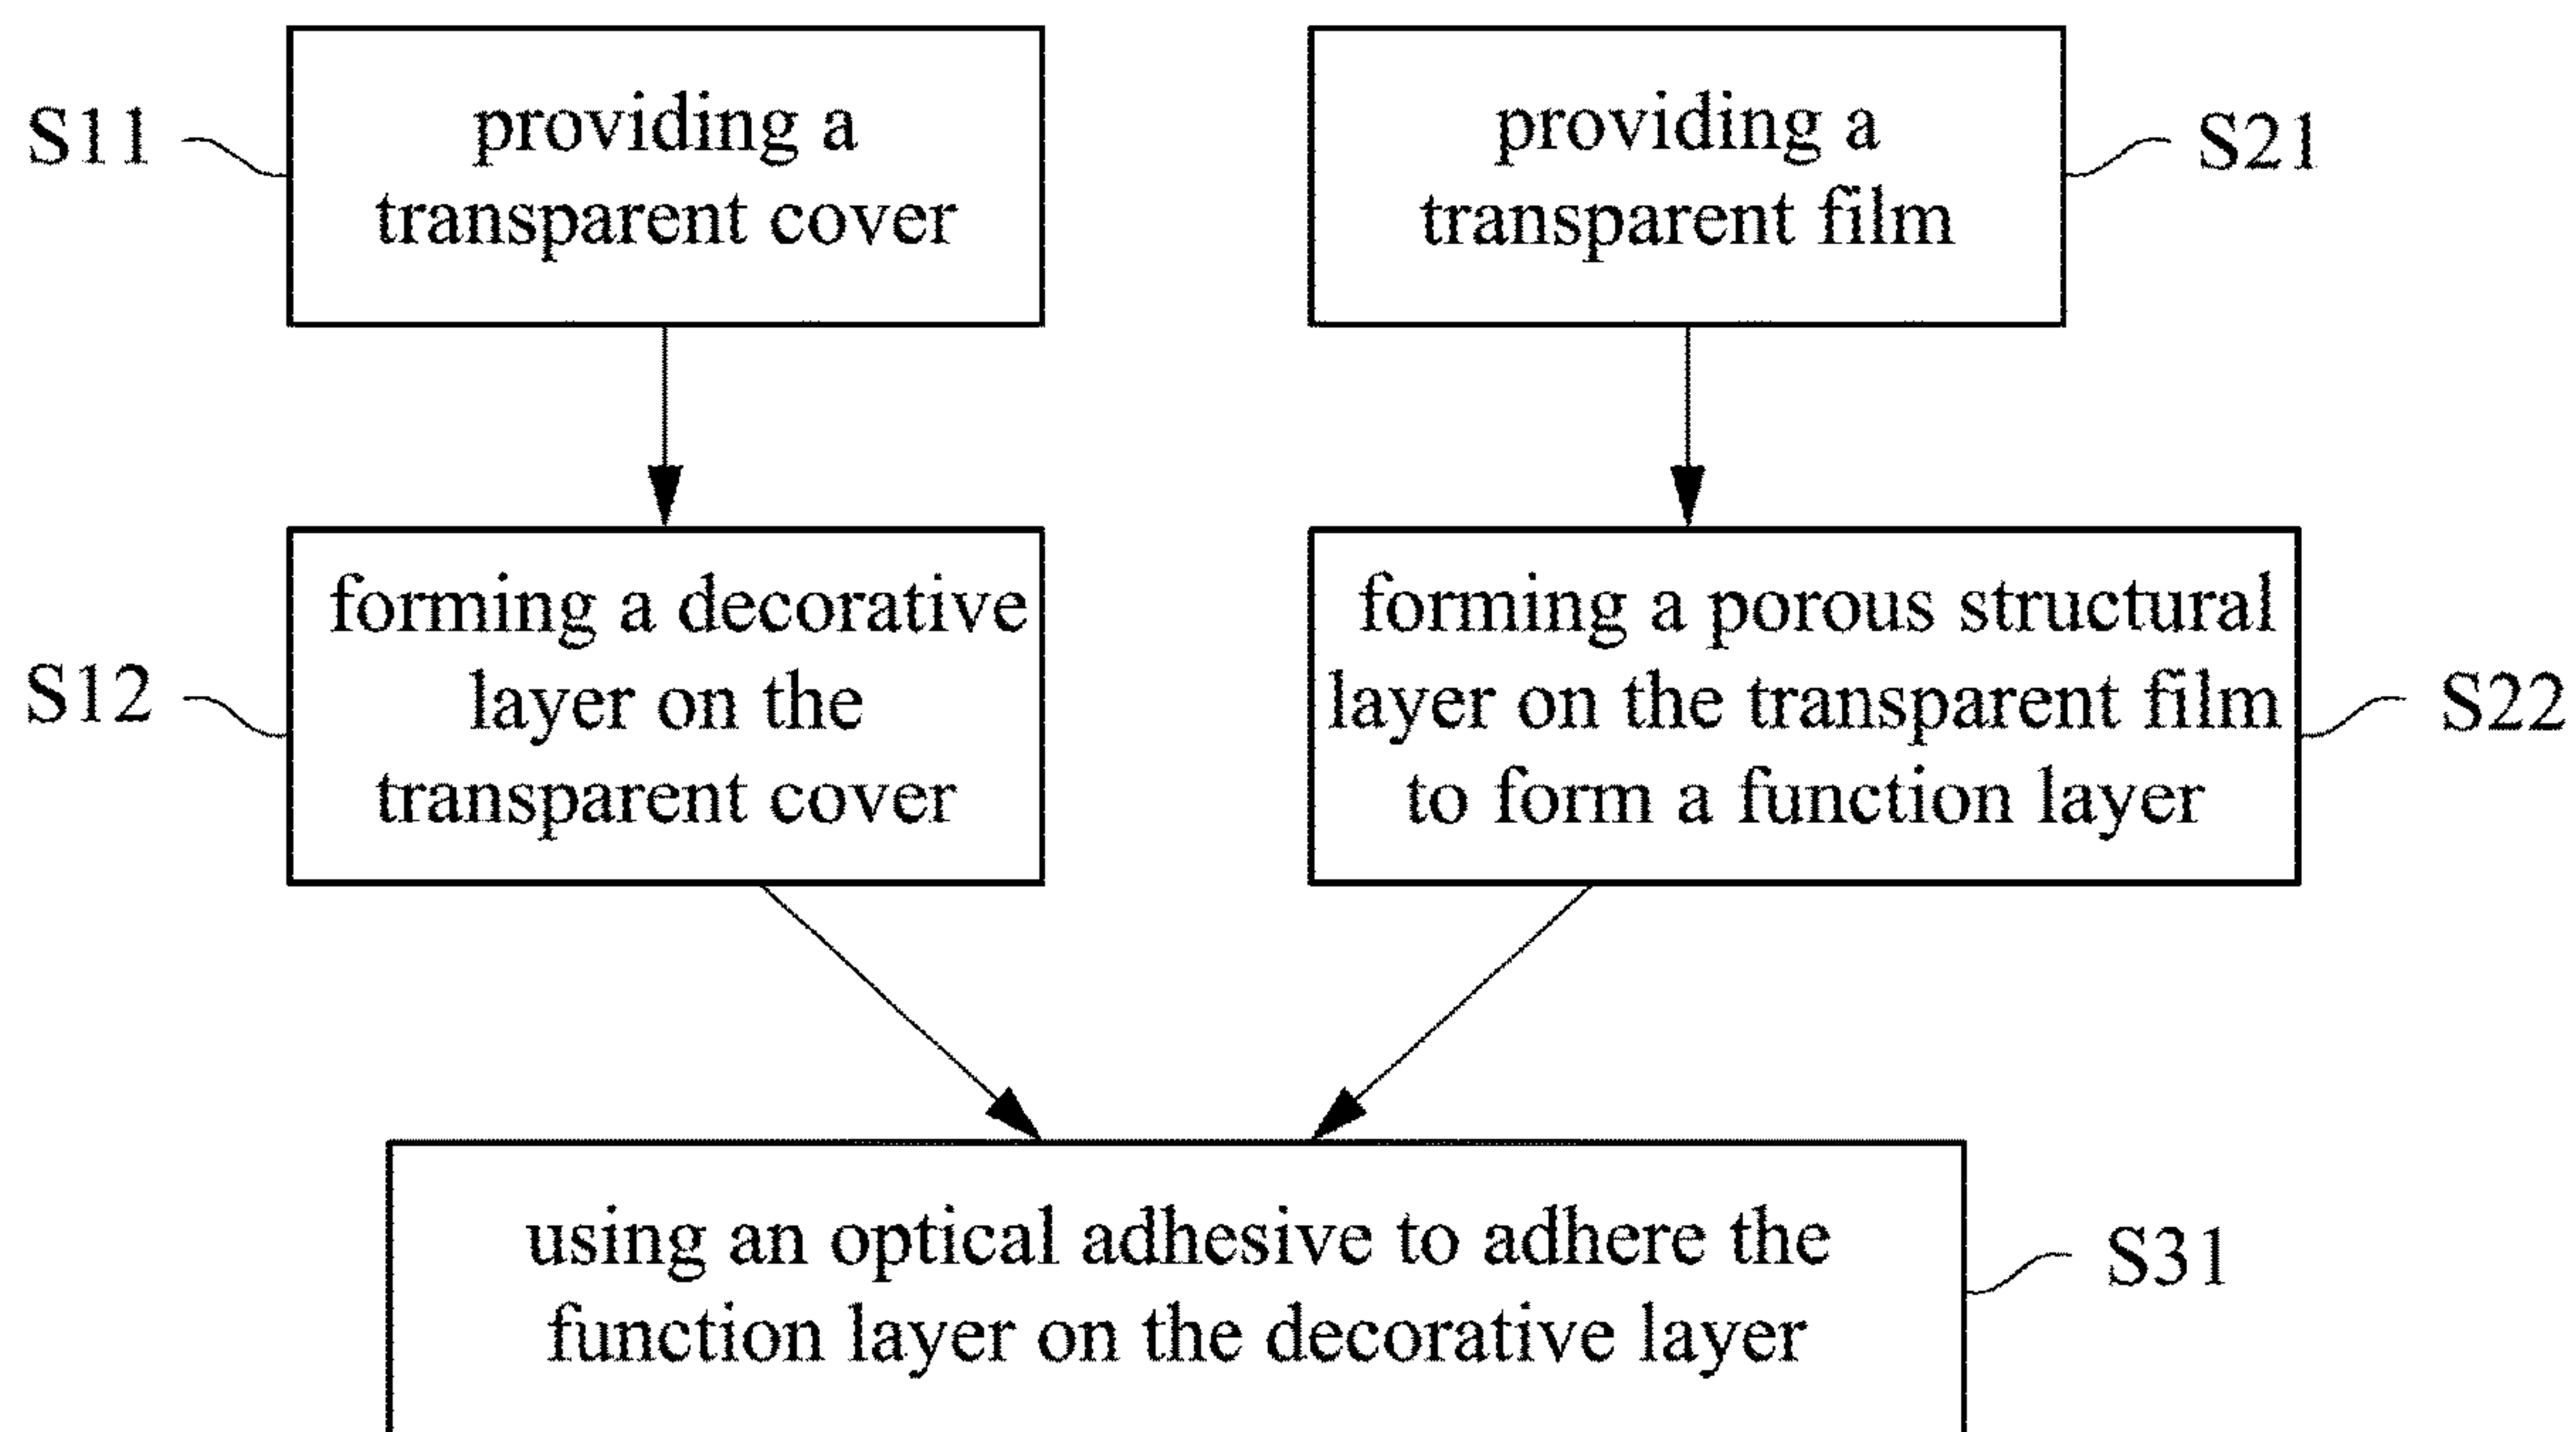 S11
providing a
transparent cover
providing a
transparent film
S21
S12
forming a decorative
layer on the
transparent cover
forming a porous structural
layer on the transparent film
to form a function layer
S22
using an optical adhesive to adhere the
function layer on the decorative layer
S31